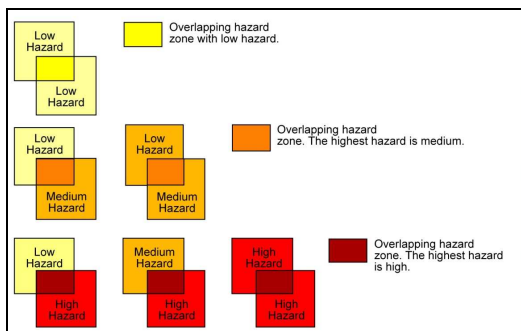 Low
Hazard
Low
Hazard
Overlapping hazard
zone with low hazard.
Low
Hazard
Medium
Hazard
Low
Hazard
Medium
Hazard
Overlapping hazard
zone. The highest hazard is medium.
Low
Hazard
High
Hazard
Medium
Hazard
High
Hazard
High
Hazard
High
Hazard
Overlapping hazard
zone. The highest hazard
is high.